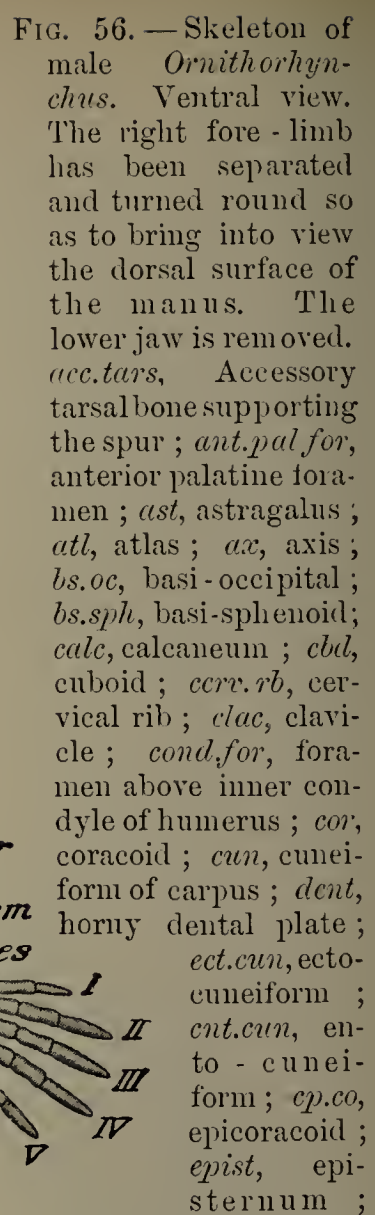 FIG. 56. — Skeleton of
male Ornithorhyn-
chus. Ventral view.
The right fore-limb
has been separated
and turned round so
as to bring into view
the dorsal surface of
the manus. The
lower jaw is removed.
acc.tars, Accessory
tarsal bone supporting
the spur ; ant.pal for,
anterior palatine fora-
men ; ast, astragalus ;
atl, atlas ; ax, axis ;
bs.oc, basi-occipital ;
bs.sph, basi-sphenoid;
calc, calcaneum ; cbd,
cuboid ; cerv.rb, cer-
vical rib ; clac, clavi-
cle ; cond.for, fora-
men above inner con-
dyle of humerus ; cor,
coracoid ; cun, cunei-
form of carpus ; dent,
horny dental plate ;
ect.cun, ecto-
cuneiform ;
ent.cun, en-
to-cunei-
form ; ep.co,
epicoracoid ;
epist, epi-
sternum ;
I
II
III
IV
V